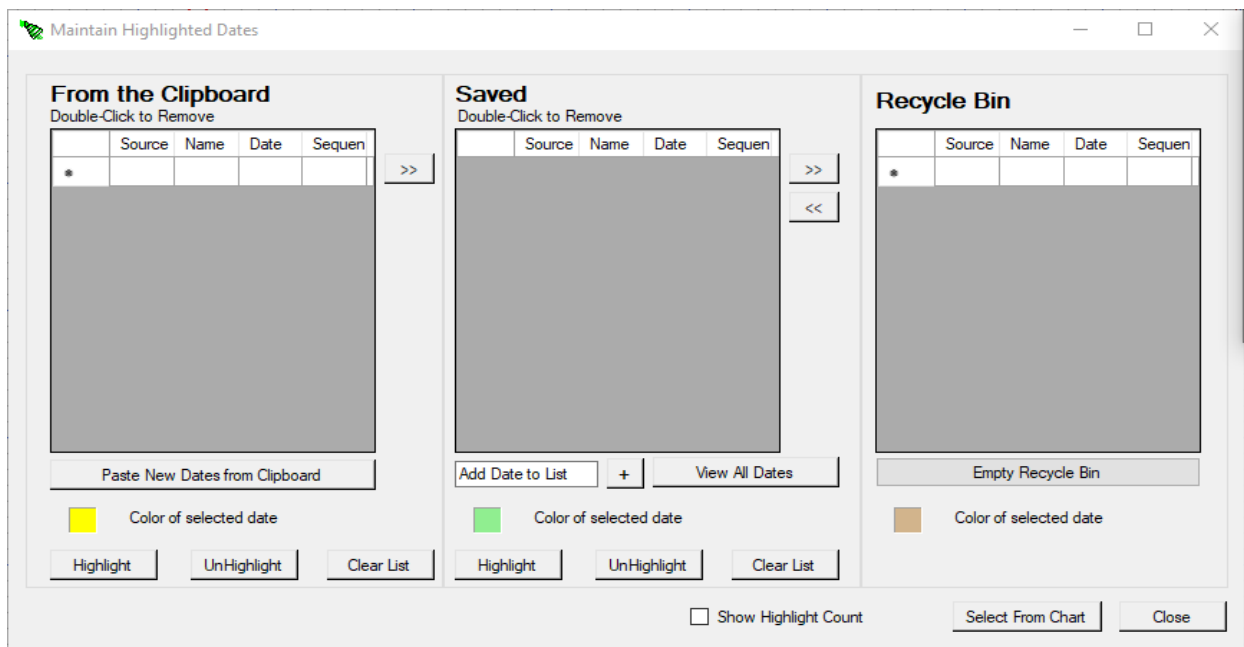 Maintain Highlighted Dates
From the Clipboard
Double-Click to Remove
Source Name Date Sequen
*
>>
Paste New Dates from Clipboard
Color of selected date
Highlight UnHighlight Clear List
Saved
Double-Click to Remove
Source Name Date Sequen
>>
<<
Add Date to List + View All Dates
Color of selected date
Highlight UnHighlight Clear List
Recycle Bin
Source Name Date Sequen
*
Empty Recycle Bin
Color of selected date
Show Highlight Count Select From Chart Close